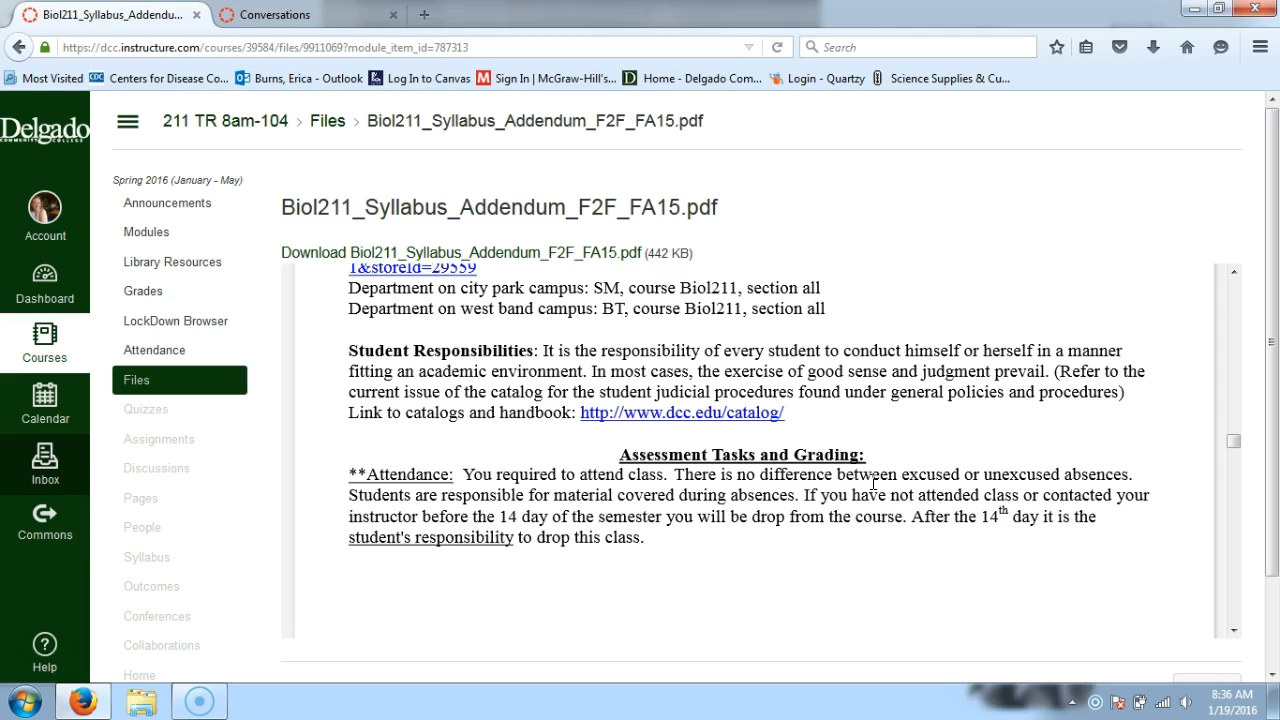 Biol211_Syllabus_Addendu...
Conversations
https://dcc.instructure.com/courses/39584/files/9911069?module_item_id=787313
Search
Most Visited
Centers for Disease Co...
Burns, Erica - Outlook
Log In to Canvas
Sign In | McGraw-Hill's...
Home - Delgado Com...
Login - Quartzy
Science Supplies & Cu...
Delgado
COMMUNITY COLLEGE
Account
Dashboard
Courses
Calendar
Inbox
Commons
Help
211 TR 8am-104 > Files > Biol211_Syllabus_Addendum_F2F_FA15.pdf
Spring 2016 (January - May)
Announcements
Modules
Library Resources
Grades
LockDown Browser
Attendance
Files
Quizzes
Assignments
Discussions
Pages
People
Syllabus
Outcomes
Conferences
Collaborations
Home
Biol211_Syllabus_Addendum_F2F_FA15.pdf
Download Biol211_Syllabus_Addendum_F2F_FA15.pdf (442 KB)
1&storeId=29559
Department on city park campus: SM, course Biol211, section all
Department on west band campus: BT, course Biol211, section all
Student Responsibilities: It is the responsibility of every student to conduct himself or herself in a manner
fitting an academic environment. In most cases, the exercise of good sense and judgment prevail. (Refer to the
current issue of the catalog for the student judicial procedures found under general policies and procedures)
Link to catalogs and handbook: http://www.dcc.edu/catalog/
Assessment Tasks and Grading:
**Attendance: You required to attend class. There is no difference between excused or unexcused absences.
Students are responsible for material covered during absences. If you have not attended class or contacted your
instructor before the 14 day of the semester you will be drop from the course. After the 14th day it is the
student's responsibility to drop this class.
8:36 AM
1/19/2016